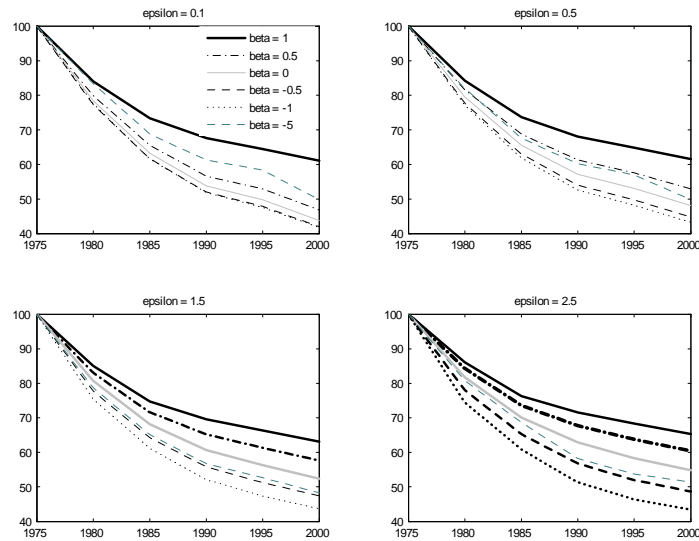 epsilon = 0.1
100
90
80
70
60
50
40
1975 1980 1985 1990 1995 2000
beta = 1
beta = 0.5
beta = 0
beta = -0.5
beta = -1
beta = -5
epsilon = 0.5
100
90
80
70
60
50
40
1975 1980 1985 1990 1995 2000
epsilon = 1.5
100
90
80
70
60
50
40
1975 1980 1985 1990 1995 2000
epsilon = 2.5
100
90
80
70
60
50
40
1975 1980 1985 1990 1995 2000